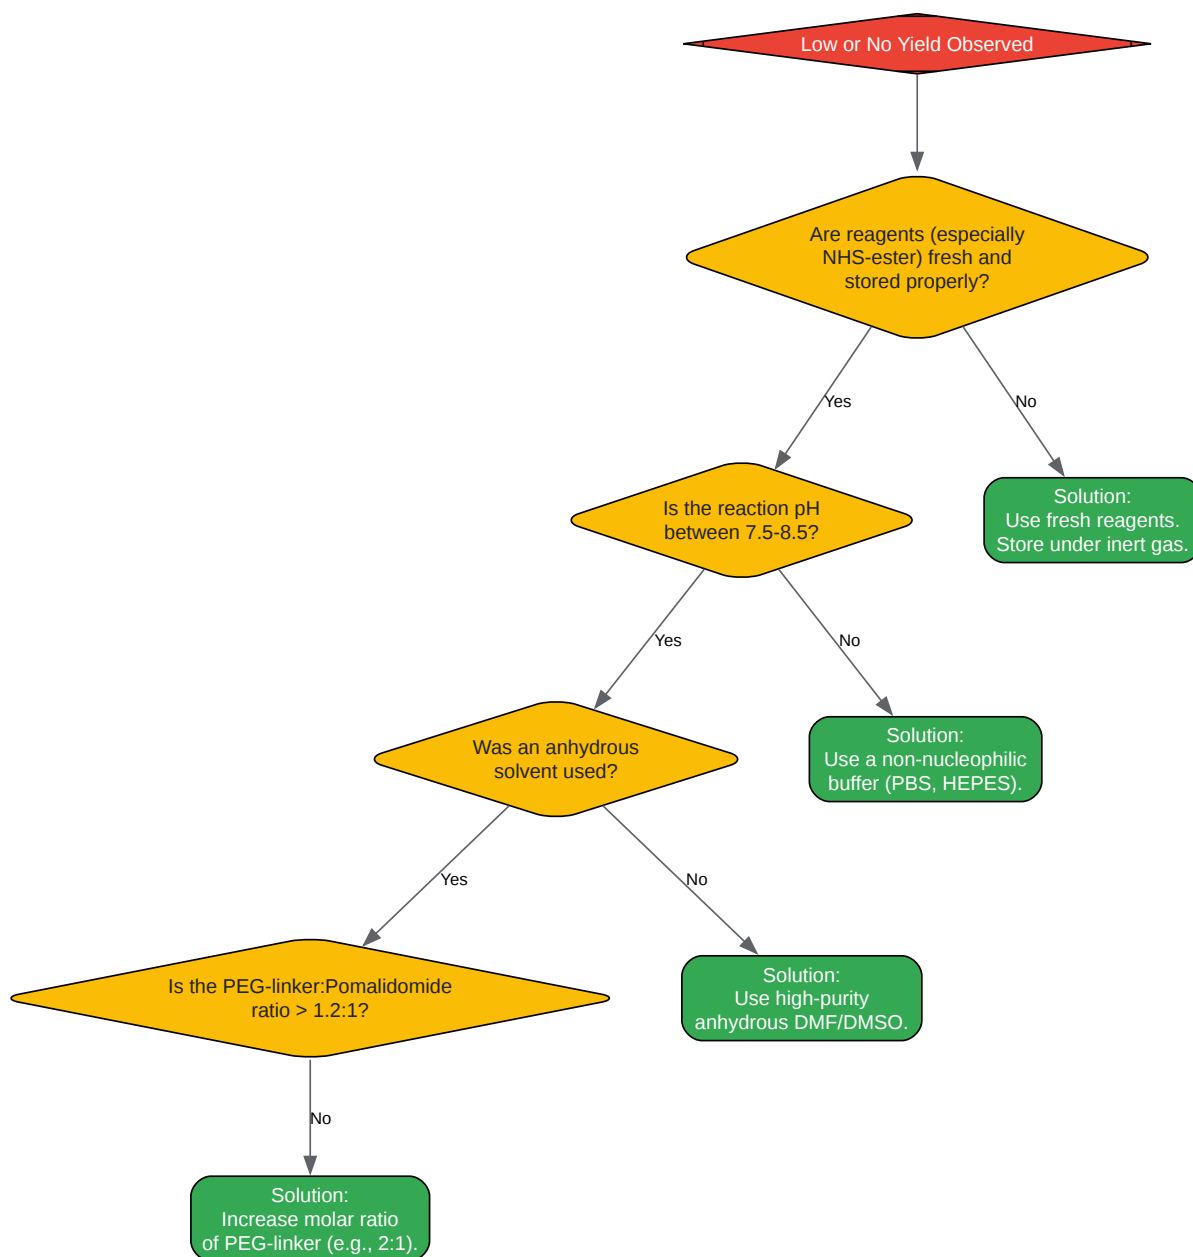 Low or No Yield Observed
Are reagents (especially
NHS-ester) fresh and
stored properly?
Yes
No
Is the reaction pH
between 7.5-8.5?
Solution:
Use fresh reagents.
Store under inert gas.
Yes
No
Was an anhydrous
solvent used?
Solution:
Use a non-nucleophilic
buffer (PBS, HEPES).
Yes
No
Is the PEG-linker:Pomalidomide
ratio > 1.2:1?
Solution:
Use high-purity
anhydrous DMF/DMSO.
No
Solution:
Increase molar ratio
of PEG-linker (e.g., 2:1).